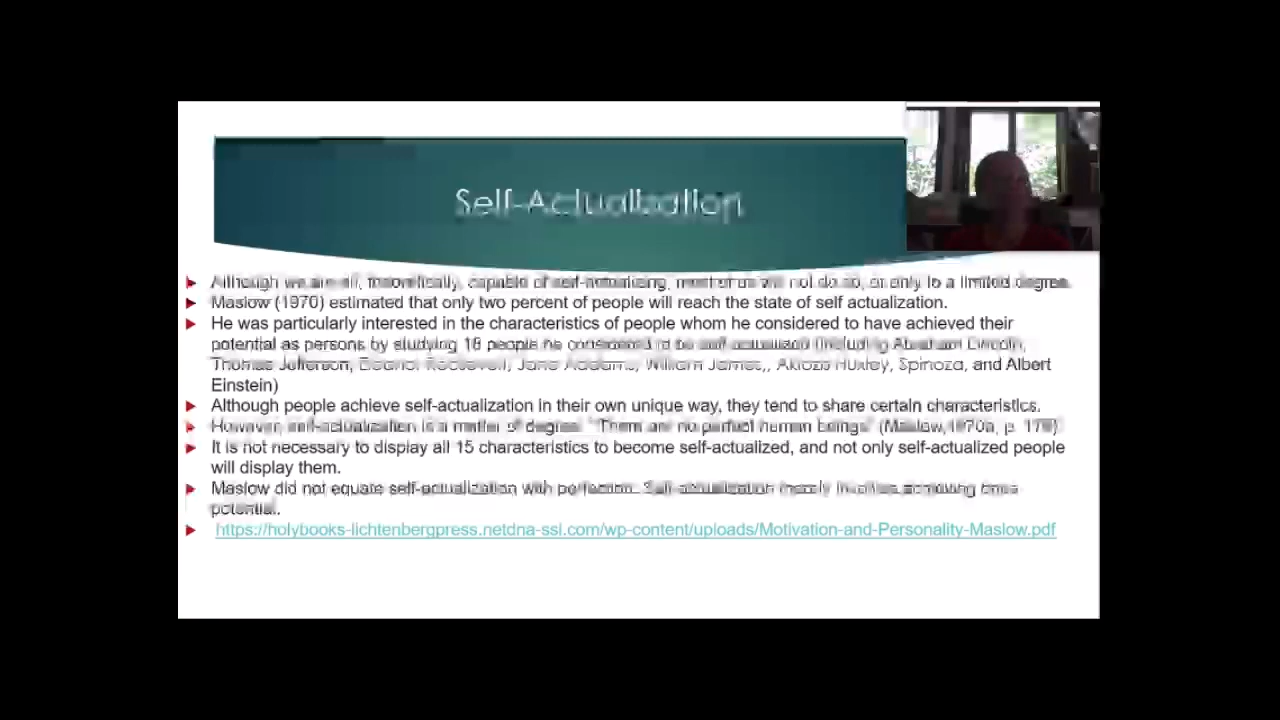 Self-Actualization
Although we are all, theoretically, capable of self-actualising, most of us will not do so, or only to a limited degree.
Maslow (1970) estimated that only two percent of people will reach the state of self actualization.
He was particularly interested in the characteristics of people whom he considered to have achieved their
potential as persons by studying 18 people he considered to be self-actualized (including Abraham Lincoln,
Thomas Jefferson, Eleanor Roosevelt, Jane Addams, William James, Huxley, Spinoza, and Albert
Einstein)
Although people achieve self-actualization in their own unique way, they tend to share certain characteristics.
However, self-actualization is a matter of degree, "There are no perfect human beings" (Maslow,1970a, p. 176)
It is not necessary to display all 15 characteristics to become self-actualized, and not only self-actualized people
will display them.
Maslow did not equate self-actualization with perfection. Self-actualization merely involves achieving ones
potential.
https://holybooks-lichtenbergpress.netdna-ssl.com/wp-content/uploads/Motivation-and-Personality-Maslow.pdf